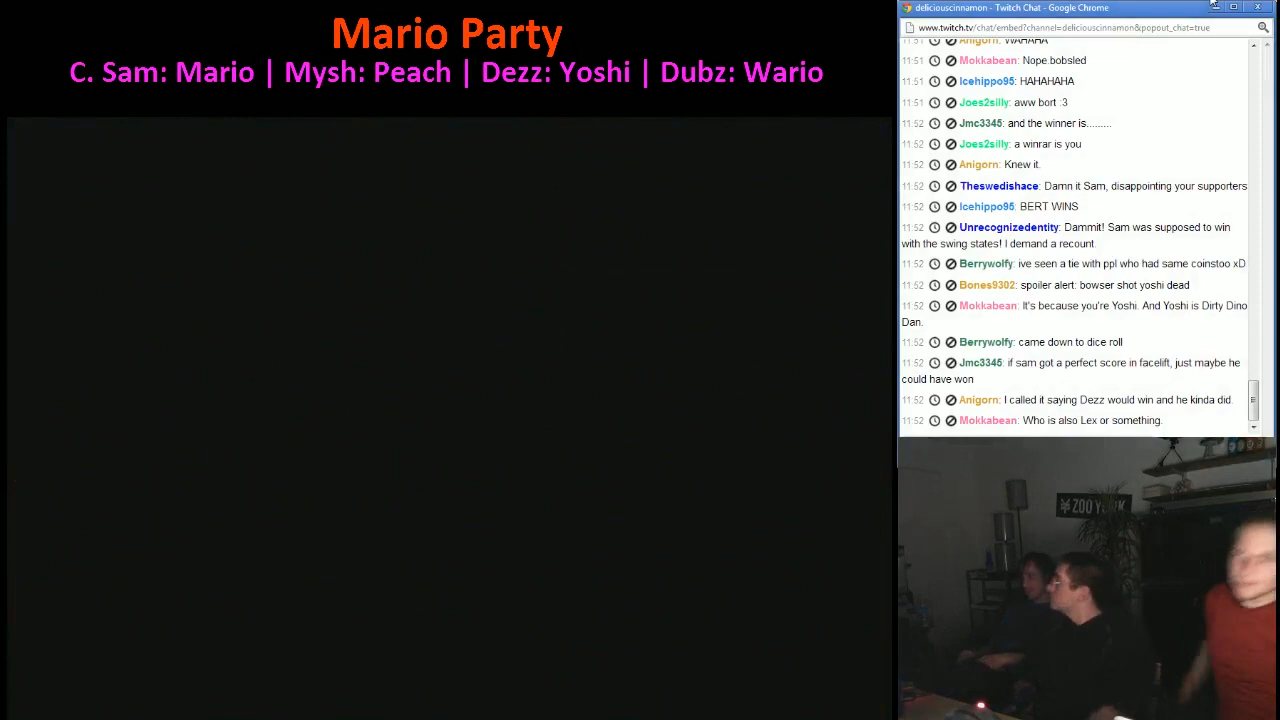 Mario Party
C. Sam: Mario | Mysh: Peach | Dezz: Yoshi | Dubz: Wario
deliciouscinnamon - Twitch Chat - Google Chrome
www.twitch.tv/chat/embed?channel=deliciouscinnamon&popout_chat=true
11:51 Anigorn: WAHAHA
11:51 Mokkabean: Nope.bobsled
11:51 Icehippo95: HAHAHAHA
11:51 Joes2silly: aww bort :3
11:52 Jmc3345: and the winner is.........
11:52 Joes2silly: a winrar is you
11:52 Anigorn: Knew it.
11:52 Theswedishace: Damn it Sam, disappointing your supporters
11:52 Icehippo95: BERT WINS
11:52 Unrecognizedentity: Dammit! Sam was supposed to win
with the swing states! I demand a recount.
11:52 Berrywolfy: ive seen a tie with ppl who had same coinstoo xD
11:52 Bones9302: spoiler alert: bowser shot yoshi dead
11:52 Mokkabean: It's because you're Yoshi. And Yoshi is Dirty Dino
Dan.
11:52 Berrywolfy: came down to dice roll
11:52 Jmc3345: if sam got a perfect score in facelift, just maybe he
could have won
11:52 Anigorn: I called it saying Dezz would win and he kinda did.
11:52 Mokkabean: Who is also Lex or something.
ZOO YORK